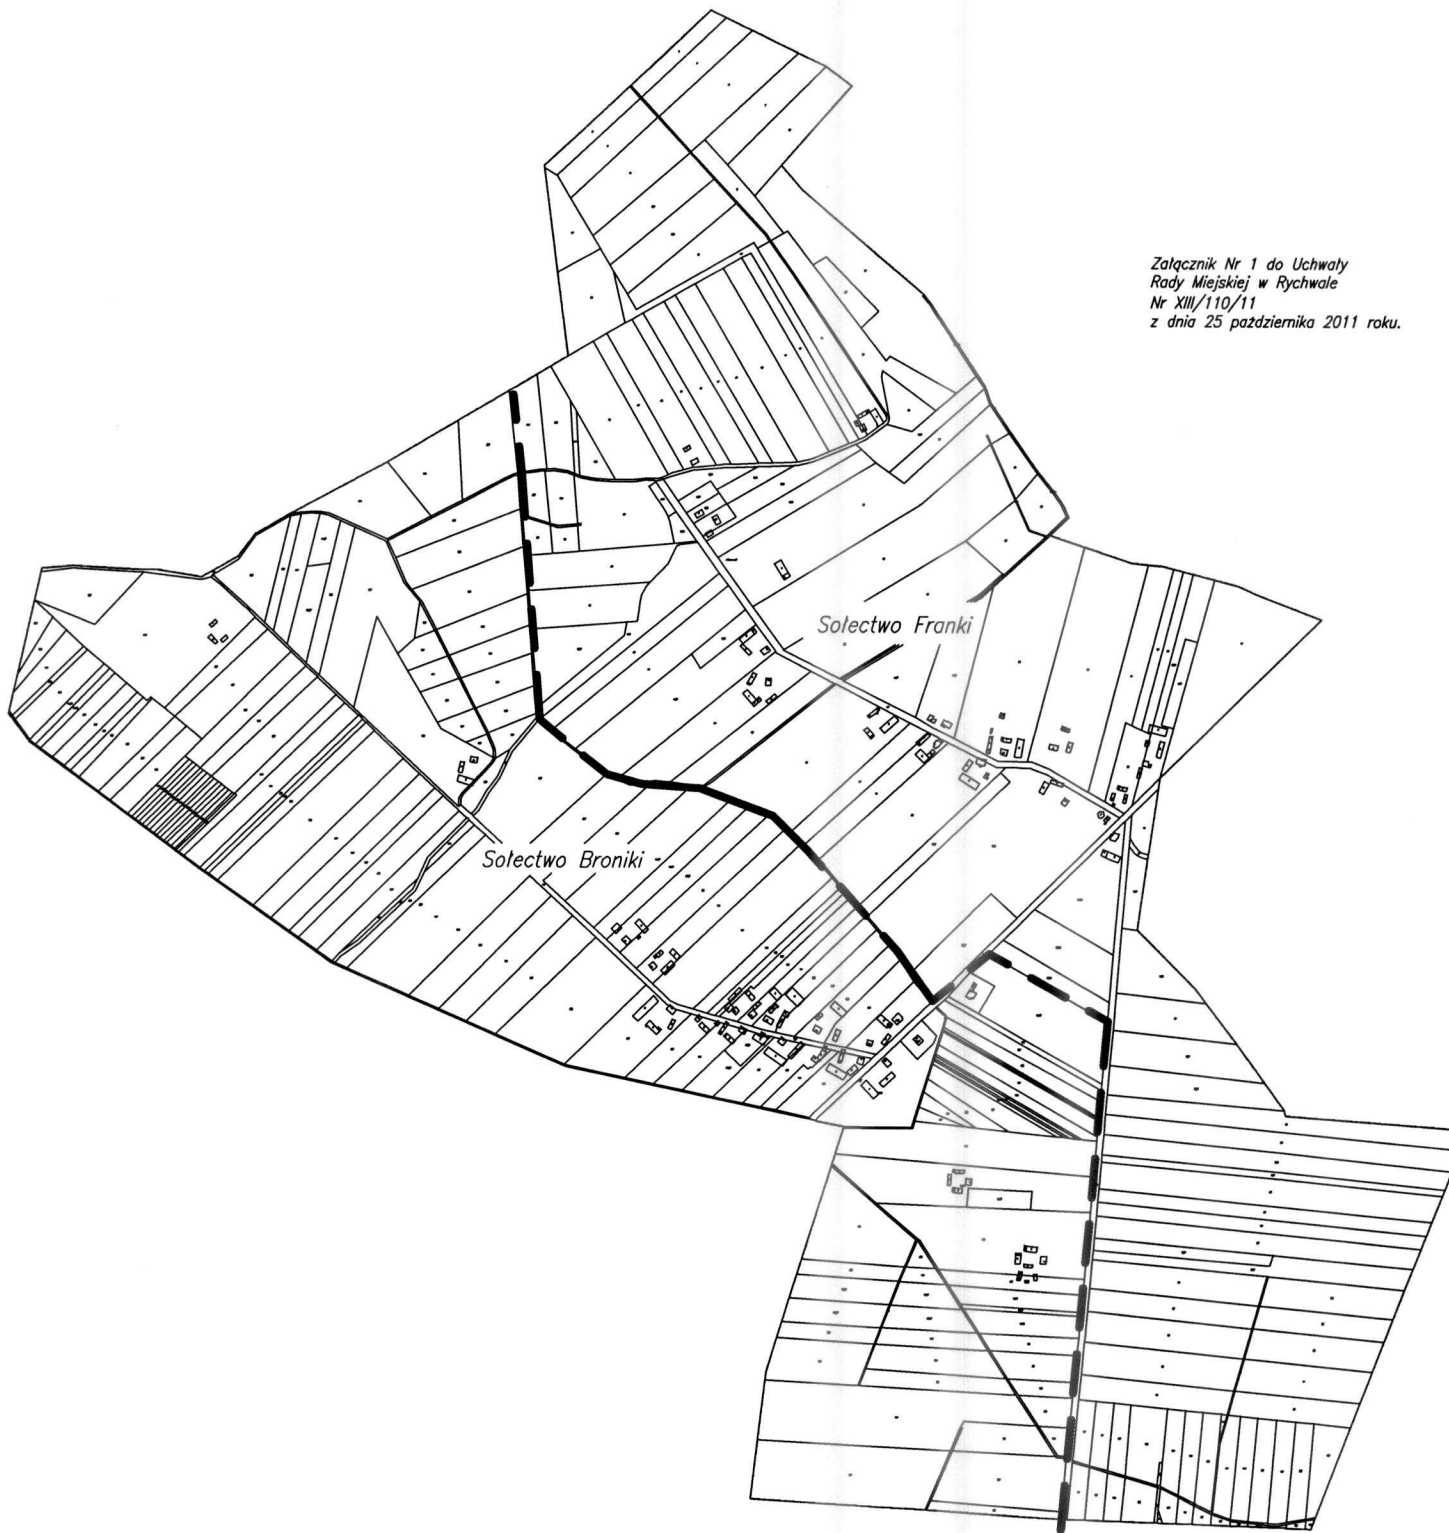 Załącznik Nr 1 do Uchwały
Rady Miejskiej w Rychwale
Nr XIII/110/11
z dnia 25 października 2011 roku.
Sołectwo Franki
Sołectwo Broniki